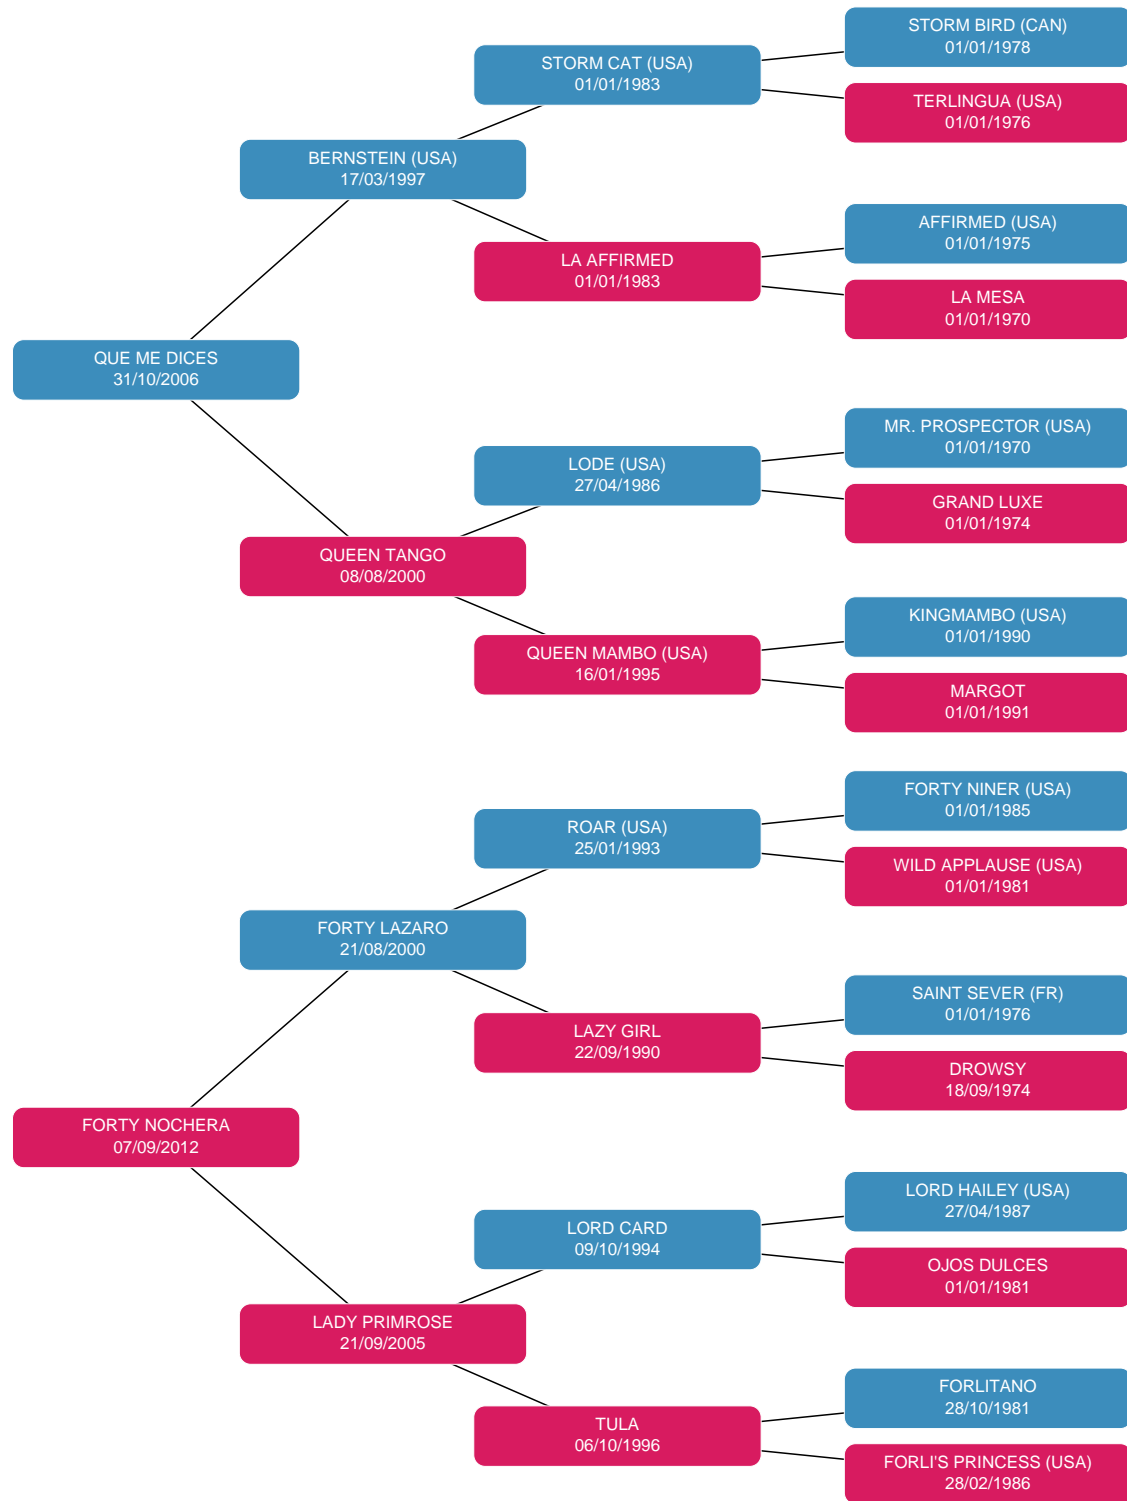 STORM BIRD (CAN)
01/01/1978
STORM CAT (USA)
01/01/1983
TERLINGUA (USA)
01/01/1976
BERNSTEIN (USA)
17/03/1997
AFFIRMED (USA)
01/01/1975
LA AFFIRMED
01/01/1983
LA MESA
01/01/1970
QUE ME DICES
31/10/2006
MR. PROSPECTOR (USA)
01/01/1970
LODE (USA)
27/04/1986
GRAND LUXE
01/01/1974
QUEEN TANGO
08/08/2000
KINGMAMBO (USA)
01/01/1990
QUEEN MAMBO (USA)
16/01/1995
MARGOT
01/01/1991
FORTY NINER (USA)
01/01/1985
ROAR (USA)
25/01/1993
WILD APPLAUSE (USA)
01/01/1981
FORTY LAZARO
21/08/2000
SAINT SEVER (FR)
01/01/1976
LAZY GIRL
22/09/1990
DROWSY
18/09/1974
FORTY NOCHERA
07/09/2012
LORD HAILEY (USA)
27/04/1987
LORD CARD
09/10/1994
OJOS DULCES
01/01/1981
LADY PRIMROSE
21/09/2005
FORLITANO
28/10/1981
TULA
06/10/1996
FORLI'S PRINCESS (USA)
28/02/1986